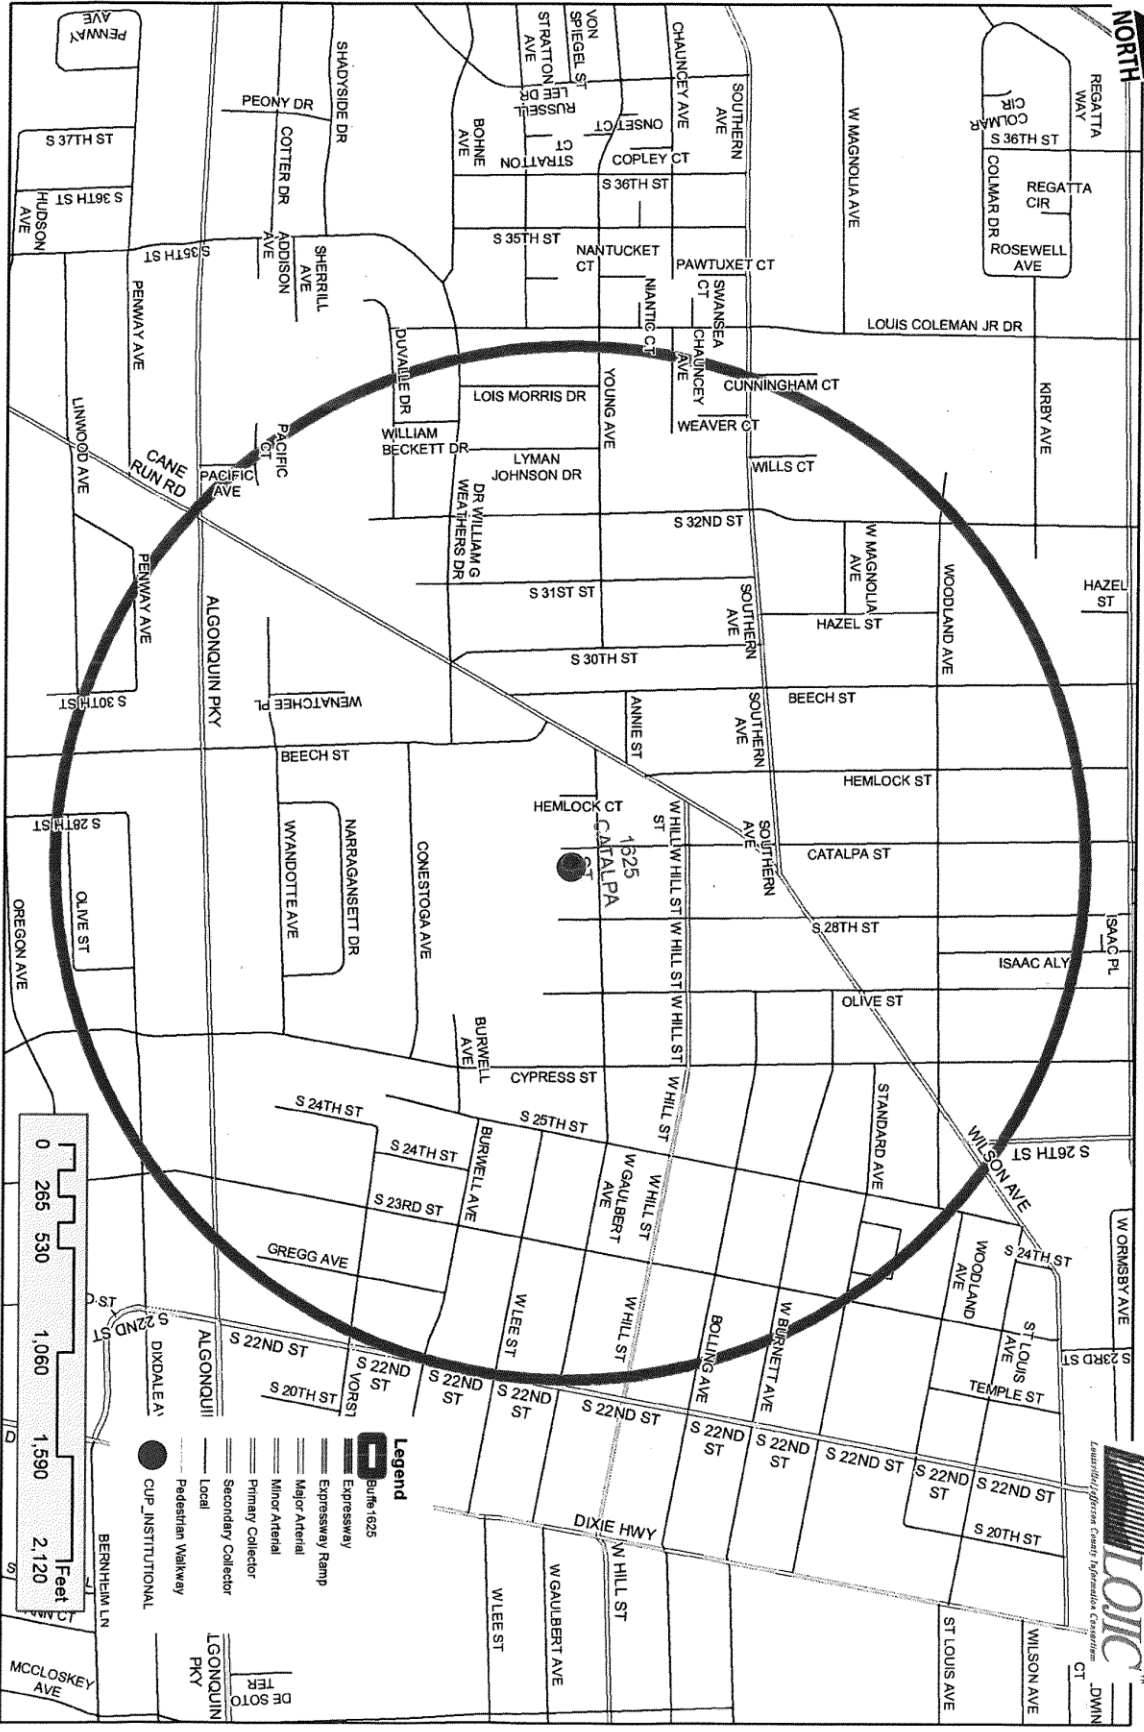 NORTH
PENWAY
AVE
S 37TH ST
S 36TH ST
HUDSON
AVE
S 35TH ST
PEONY DR
COTTER DR
SHADYSIDE DR
ADDISON
AVE
SHERRILL
AVE
PENWAY AVE
LINWOOD AVE
BOHNE
AVE
STRATTON
AVE
VON
SPIEGEL ST
RUSSELL
LEE DR
STRATTON
CT
ONSET CT
CHAUNCEY AVE
COPLEY CT
S 36TH ST
S 35TH ST
NANTUCKET
CT
NIANTIC CT
PAWTUXET CT
SWANSEA
CT
CHAUNCEY
AVE
SOUTHERN
AVE
W MAGNOLIA AVE
COLMAR
CIR
REGATTA
WAY
S 36TH ST
COLMAR DR
REGATTA
CIR
ROSEWELL
AVE
LOUIS COLEMAN JR DR
KIRBY AVE
CUNNINGHAM CT
WEAVER CT
WILLS CT
DUVALLE DR
LOIS MORRIS DR
YOUNG AVE
WILLIAM
BECKETT DR
LYMAN
JOHNSON DR
DR WILLIAM G
WEATHERS DR
PACIFIC
CT
PACIFIC
AVE
CANE
RUN RD
S 32ND ST
W MAGNOLIA
AVE
WOODLAND AVE
HAZEL
ST
HAZEL ST
S 31ST ST
SOUTHERN
AVE
PENWAY AVE
ALGONQUIN PKY
S 30TH ST
S 30TH ST
WENATCHEE PL
BEECH ST
SOUTHERN
AVE
ANNIE ST
BEECH ST
HEMLOCK ST
HEMLOCK CT
W HILL ST
W HILL ST
W HILL ST
W HILL ST
SOUTHERN
AVE
SOUTHERN
CATALPA ST
1625
CATALPA
ST
S 28TH ST
OLIVE ST
WYANDOTTE AVE
NARRAGANSETT DR
CONESTOGA AVE
OREGON AVE
S 28TH ST
ISAAC PL
ISAAC ALY
OLIVE ST
BURWELL
AVE
CYPRESS ST
W HILL ST
STANDARD AVE
WILSON AVE
S 26TH ST
S 24TH ST
S 25TH ST
S 24TH ST
BURWELL AVE
S 23RD ST
W GAULBERT
AVE
W HILL ST
GREGG AVE
W LEE ST
W HILL ST
BOLLING AVE
W BURNETT AVE
WOODLAND
AVE
S 24TH ST
W ORMSBY AVE
ST LOUIS
AVE
S 23RD ST
TEMPLE ST
S 22ND ST
DIXDALE AV
ALGONQUI
S 22ND ST
S 22ND
ST
S 22ND
ST
S 22ND
ST
S 22ND ST
S 22ND
ST
S 22ND
ST
S 22ND ST
S 22ND
ST
S 22ND ST
S 20TH ST
VORST
S 20TH ST
DIXIE HWY
W HILL ST
W GAULBERT AVE
W LEE ST
ST LOUIS AVE
WILSON AVE
CT
DWIN
BERNHEIM LN
MCCLOSKEY
AVE
LGONQUIN
PKY
DE SOTO
TER
NN CT
D ST
Legend
Buffe1625
Expressway
Expressway Ramp
Major Arterial
Minor Arterial
Primary Collector
Secondary Collector
Local
Pedestrian Walkway
CUP_INSTITUTIONAL
0 265 530 1,060 1,590 2,120
Feet
LOJIC
Louisville/Jefferson County Information Consortium